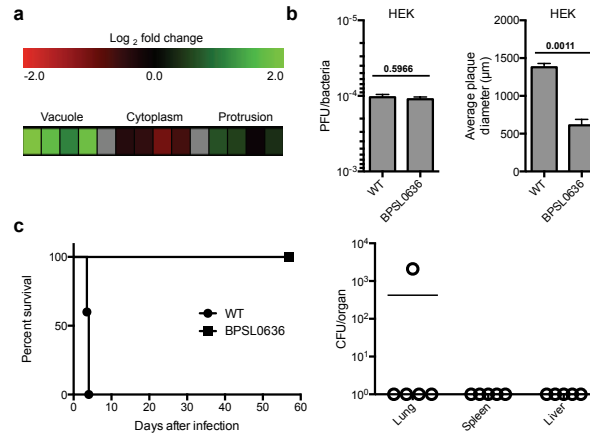 a
Log 2 fold change
-2.0 0.0 2.0
Vacuole Cytoplasm Protrusion
b
HEK
PFU/bacteria
10-5
10-4
10-3
0.5966
WT
BPSL0636
HEK
Average plaque
diameter (µm)
2000
1500
1000
500
0
0.0011
WT
BPSL0636
c
Percent survival
100
50
0
WT
BPSL0636
0 10 20 30 40 50 60
Days after infection
CFU/organ
104
103
102
101
100
Lung
Spleen
Liver